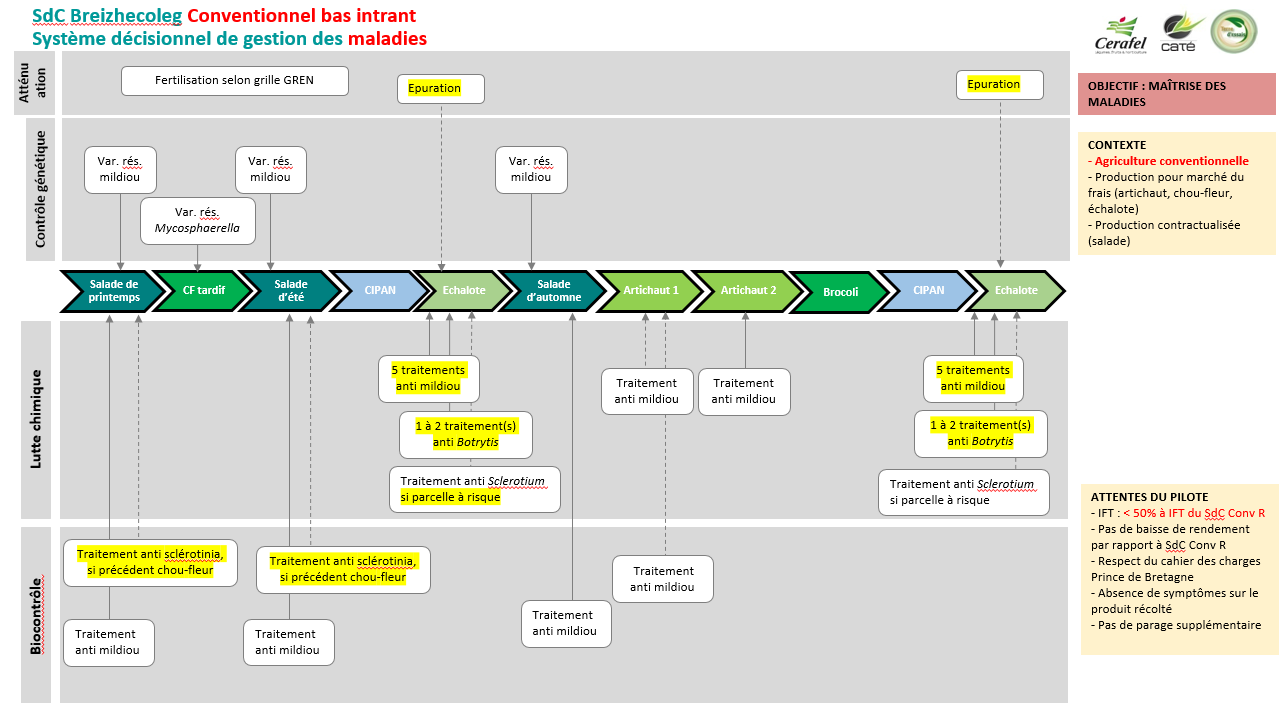 SdC Breizhecoleg Conventionnel bas intrant
Système décisionnel de gestion des maladies
Cerafel
CATÉ
Atténu
ation
Fertilisation selon grille GREN
Epuration
Epuration
OBJECTIF : MAÎTRISE DES
MALADIES
Contrôle génétique
Var. rés.
mildiou
Var. rés.
mildiou
Var. rés.
mildiou
Var. rés.
Mycosphaerella
CONTEXTE
- Agriculture conventionnelle
- Production pour marché du
frais (artichaut, chou-fleur,
échalote)
- Production contractualisée
(salade)
Salade de
printemps
CF tardif
Salade
d'été
CIPAN
Echalote
Salade
d'automne
Artichaut 1
Artichaut 2
Brocoli
CIPAN
Echalote
Lutte chimique
5 traitements
anti mildiou
1 à 2 traitement(s)
anti Botrytis
Traitement anti Sclerotium
si parcelle à risque
Traitement
anti mildiou
Traitement
anti mildiou
5 traitments
anti mildiou
1 à 2 traitement(s)
anti Botrytis
Traitement anti Sclerotium
si parcelle à risque
Biocontrôle
Traitement anti sclérotinia,
si précédent chou-fleur
Traitement
anti mildiou
Traitement anti sclérotinia,
si précédent chou-fleur
Traitement
anti mildiou
Traitement
anti mildiou
Traitement
anti mildiou
ATTENTES DU PILOTE
- IFT : < 50% à IFT du SdC Conv R
- Pas de baisse de rendement
par rapport à SdC Conv R
- Respect du cahier des charges
Prince de Bretagne
- Absence de symptômes sur le
produit récolté
- Pas de parage supplémentaire